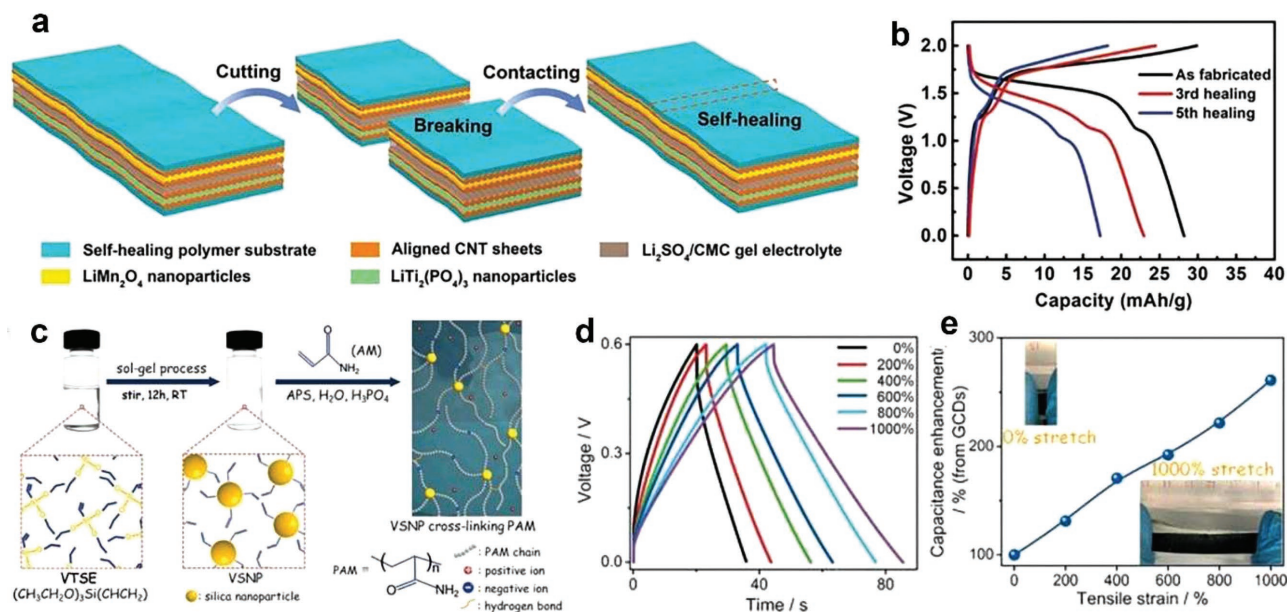 a
Cutting
Contacting
Breaking
Self-healing
Self-healing polymer substrate
Aligned CNT sheets
Li₂SO₄/CMC gel electrolyte
LiMn₂O₄ nanoparticles
LiTi₂(PO₄)₃ nanoparticles
b
Voltage (V)
2.0
1.5
1.0
0.5
0.0
As fabricated
3rd healing
5th healing
0 5 10 15 20 25 30 35 40
Capacity (mAh/g)
c
sol-gel process
stir, 12h, RT
NH₂
O
(AM)
APS, H₂O, H₃PO₄
VTSE
(CH₃CH₂O)₃Si(CHCH₂)
VSNP
: silica nanoparticle
VSNP cross-linking PAM
PAM =
n
O
NH₂
: PAM chain
: positive ion
: negative ion
: hydrogen bond
d
Voltage / V
0.6
0.3
0.0
0%
200%
400%
600%
800%
1000%
0 20 40 60 80
Time / s
e
Capacitance enhancement
/ % (from GCDs)
300
200
100
0% stretch
1000% stretch
0 200 400 600 800 1000
Tensile strain / %